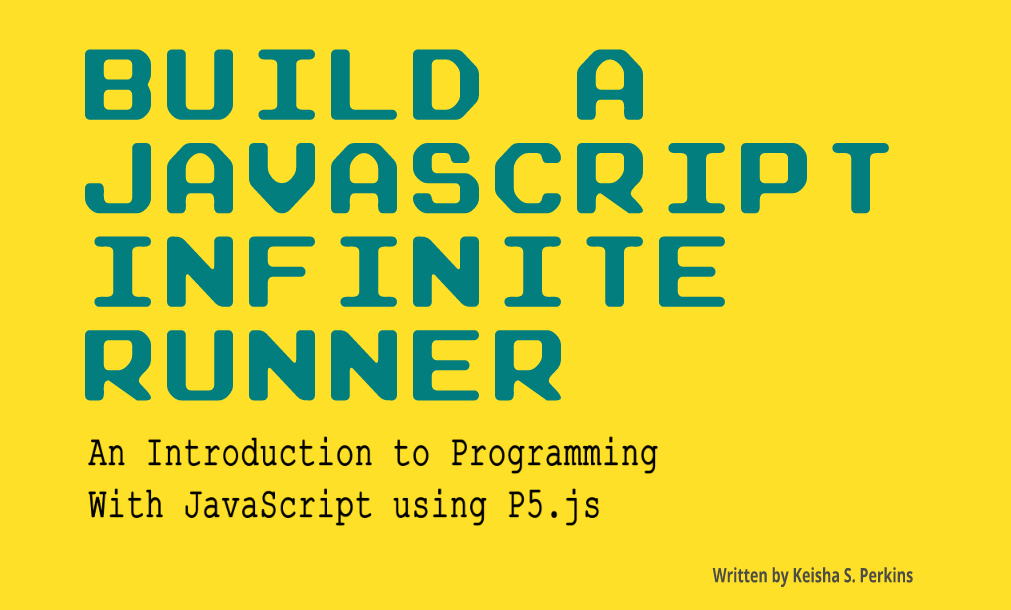 BUILD A
JAVASCRIPT
INFINITE
RUNNER
An Introduction to Programming
With JavaScript using P5.js
Written by Keisha S. Perkins